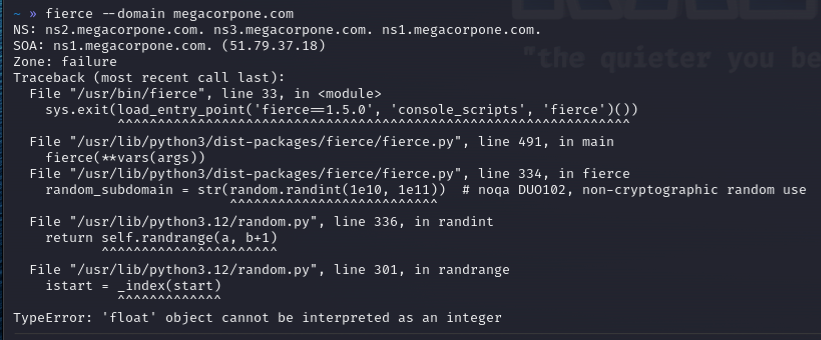 ~ » fierce --domain megacorpone.com
NS: ns2.megacorpone.com. ns3.megacorpone.com. ns1.megacorpone.com.
SOA: ns1.megacorpone.com. (51.79.37.18)
Zone: failure
Traceback (most recent call last):
  File "/usr/bin/fierce", line 33, in <module>
    sys.exit(load_entry_point('fierce==1.5.0', 'console_scripts', 'fierce')())
             ^^^^^^^^^^^^^^^^^^^^^^^^^^^^^^^^^^^^^^^^^^^^^^^^^^^^^^^^^^^^^^^^
  File "/usr/lib/python3/dist-packages/fierce/fierce.py", line 491, in main
    fierce(**vars(args))
  File "/usr/lib/python3/dist-packages/fierce/fierce.py", line 334, in fierce
    random_subdomain = str(random.randint(1e10, 1e11))  # noqa DUO102, non-cryptographic random use
                           ^^^^^^^^^^^^^^^^^^^^^^^^^^
  File "/usr/lib/python3.12/random.py", line 336, in randint
    return self.randrange(a, b+1)
           ^^^^^^^^^^^^^^^^^^^^^^
  File "/usr/lib/python3.12/random.py", line 301, in randrange
    istart = _index(start)
             ^^^^^^^^^^^^^
TypeError: 'float' object cannot be interpreted as an integer
"the quieter you be